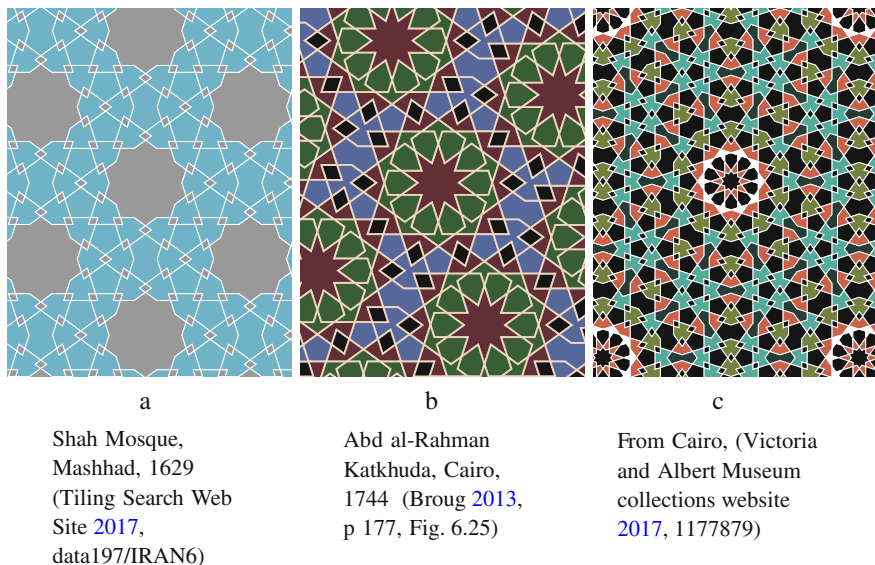 a
Shah Mosque,
Mashhad, 1629
(Tiling Search Web
Site 2017,
data197/IRAN6)
b
Abd al-Rahman
Katkhuda, Cairo,
1744 (Broug 2013,
p 177, Fig. 6.25)
c
From Cairo, (Victoria
and Albert Museum
collections website
2017, 1177879)